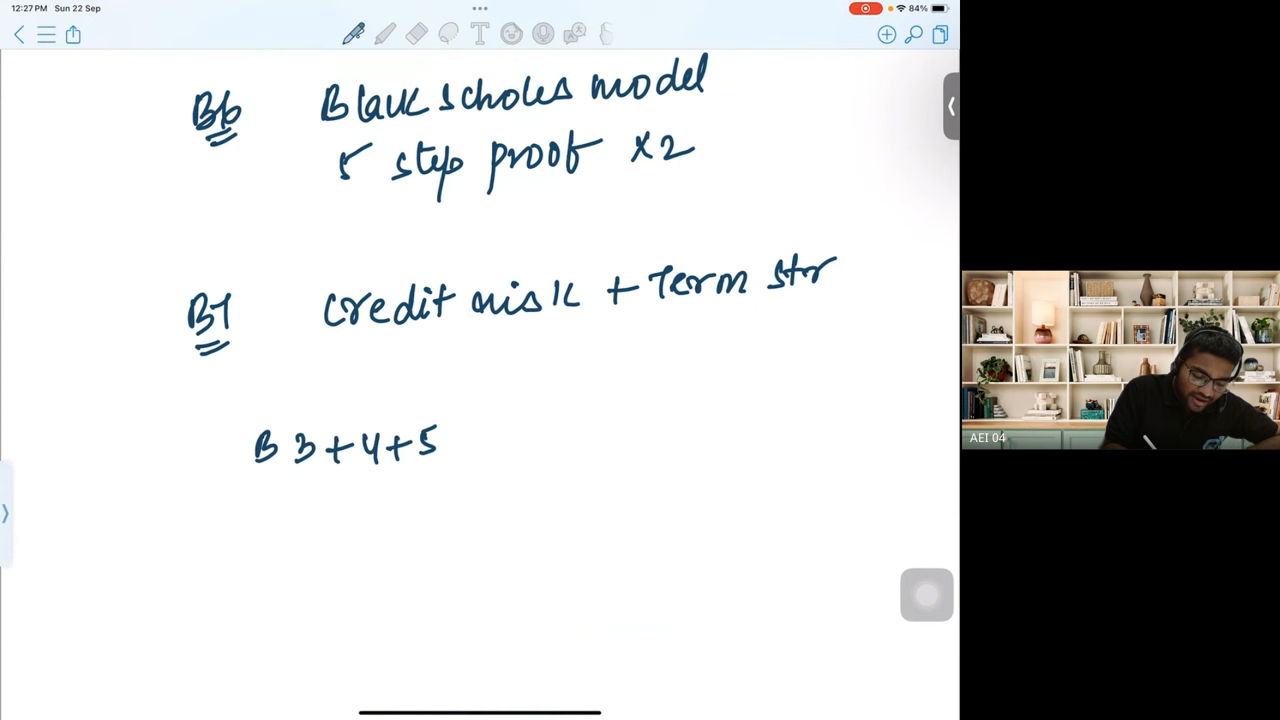 12:27 PM Sun 22 Sep
84%
B6 Black scholes model
5 step proof x2
B7 Credit risk + Term str
B 3+4+5
AEI 04